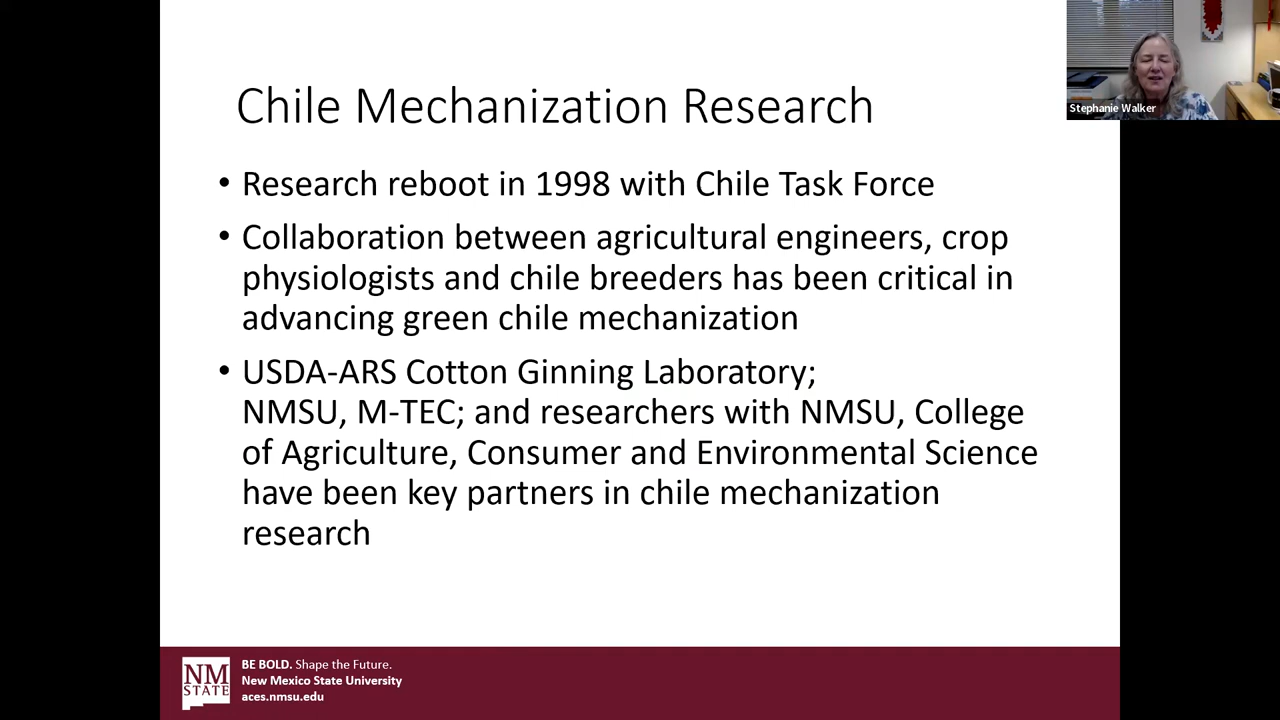 Stephanie Walker
Chile Mechanization Research
• Research reboot in 1998 with Chile Task Force
• Collaboration between agricultural engineers, crop
physiologists and chile breeders has been critical in
advancing green chile mechanization
• USDA-ARS Cotton Ginning Laboratory;
NMSU, M-TEC; and researchers with NMSU, College
of Agriculture, Consumer and Environmental Science
have been key partners in chile mechanization
research
NM
STATE
BE BOLD. Shape the Future.
New Mexico State University
aces.nmsu.edu